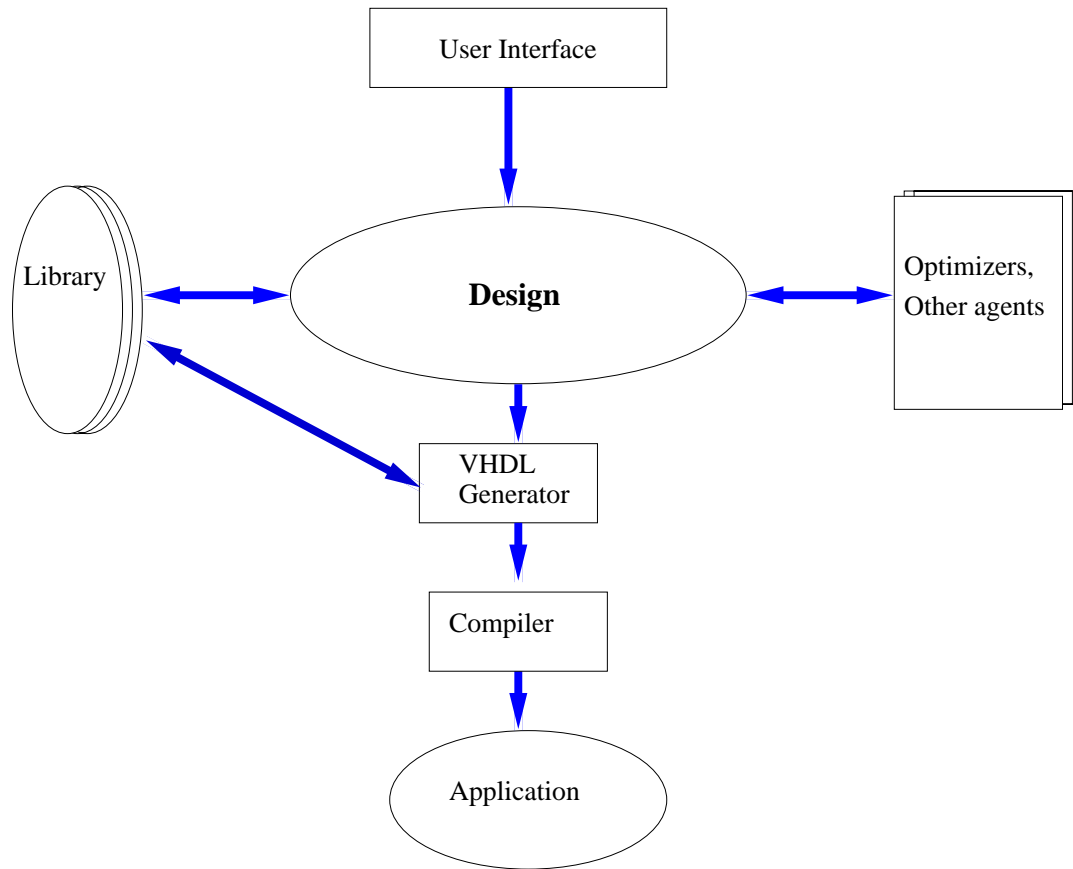 User Interface
Library
Design
Optimizers,
Other agents
VHDL
Generator
Compiler
Application